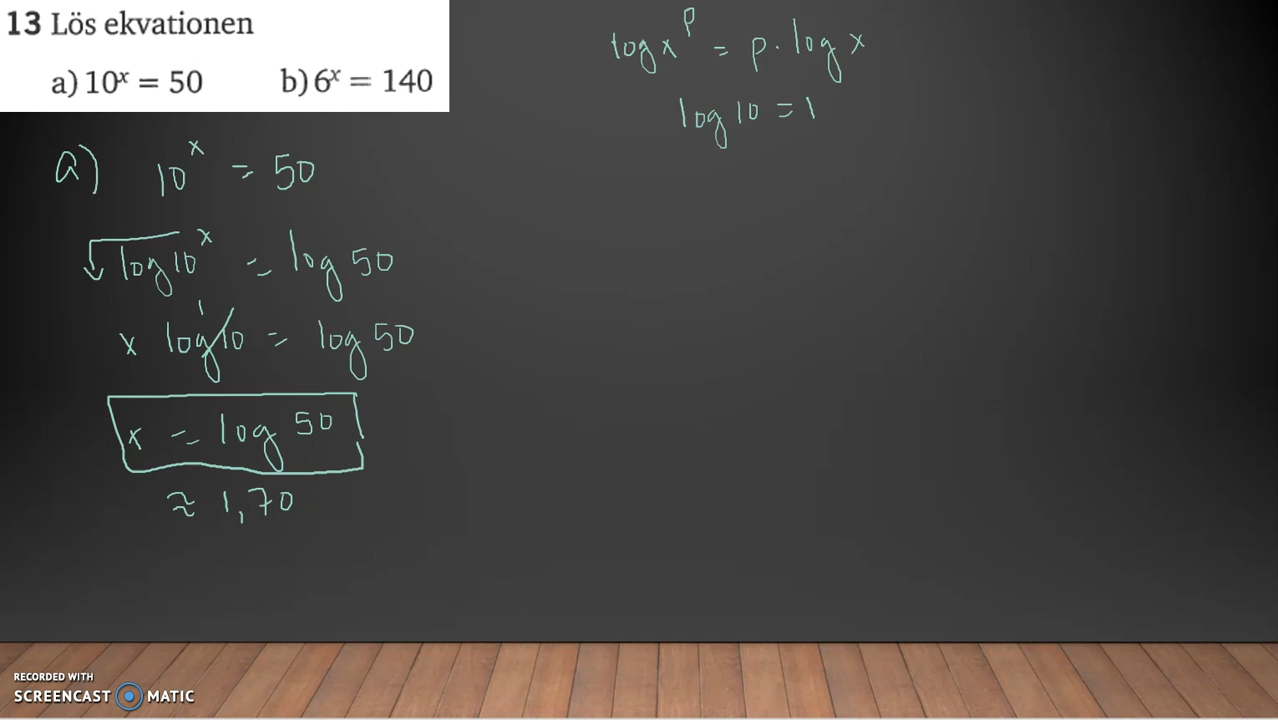 13 Lös ekvationen
a) 10ˣ = 50 b) 6ˣ = 140
log xᵖ = p · log x
log 10 = 1
a) 10ˣ = 50
log 10ˣ = log 50
1
x log 10 = log 50
x = log 50
≈ 1,70
RECORDED WITH
SCREENCAST MATIC